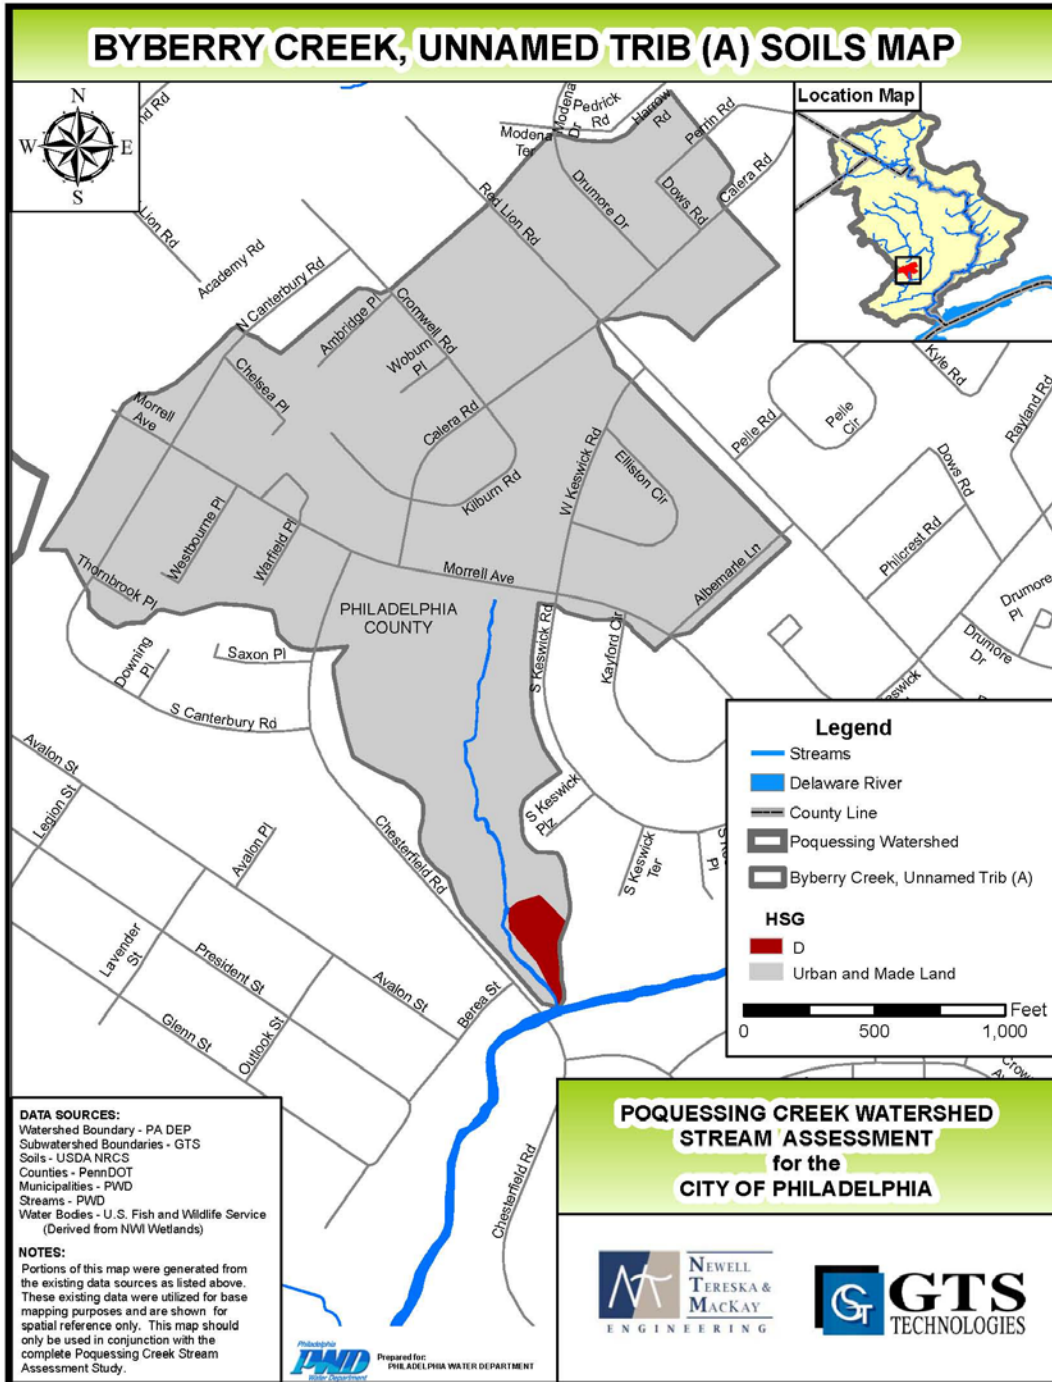 BYBERRY CREEK, UNNAMED TRIB (A) SOILS MAP
N
W
E
S
Location Map
nd Rd
Lion Rd
Academy Rd
N Canterbury Rd
Modena
Ter
Modena
Dr
Pedrick
Rd
Harrow
Rd
Perrin Rd
Drumore Dr
Dows Rd
Calera Rd
Red Lion Rd
Ambridge Pl
Cromwell Rd
Woburn
Pl
Chelsea Pl
Morrell
Ave
Calera Rd
Kilburn Rd
W Keswick Rd
Elliston Cir
Pelle Rd
Pelle
Cir
Kyle Rd
Rayland Rd
Dows Rd
Philcrest Rd
Westbourne Pl
Warfield Pl
Thornbrook Pl
Morrell Ave
Albemarle Ln
PHILADELPHIA
COUNTY
Drumore
Pl
Drumore
Dr
Downing
Pl
Saxon Pl
S Canterbury Rd
S Keswick Rd
Kayford Cir
eswick
Avalon St
Legion St
Avalon Pl
Chesterfield Rd
S Keswick
Plz
S Keswick
Ter
Pl
Lavender
St
President St
Avalon St
Berea St
Glenn St
Outlook St
Chesterfield Rd
Crow
Legend
Streams
Delaware River
County Line
Poquessing Watershed
Byberry Creek, Unnamed Trib (A)
HSG
D
Urban and Made Land
Feet
0 500 1,000
DATA SOURCES:
Watershed Boundary - PA DEP
Subwatershed Boundaries - GTS
Soils - USDA NRCS
Counties - PennDOT
Municipalities - PWD
Streams - PWD
Water Bodies - U.S. Fish and Wildlife Service
(Derived from NWI Wetlands)
NOTES:
Portions of this map were generated from
the existing data sources as listed above.
These existing data were utilized for base
mapping purposes and are shown for
spatial reference only. This map should
only be used in conjunction with the
complete Poquessing Creek Stream
Assessment Study.
Philadelphia
PWD
Water Department
Prepared for:
PHILADELPHIA WATER DEPARTMENT
POQUESSING CREEK WATERSHED
STREAM ASSESSMENT
for the
CITY OF PHILADELPHIA
NEWELL
TERESKA &
MACKAY
ENGINEERING
GTS
TECHNOLOGIES